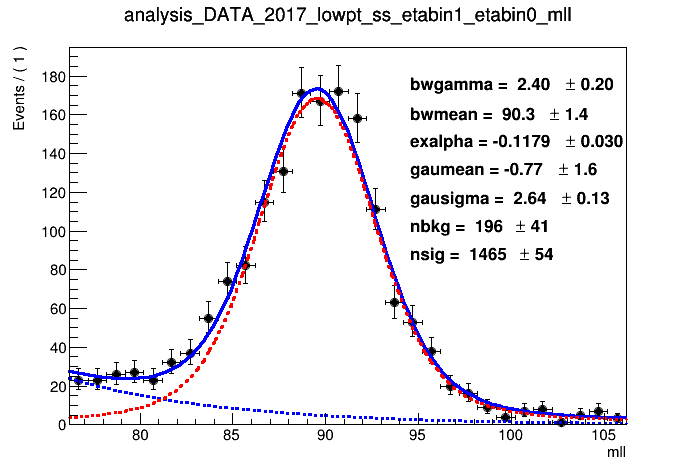 analysis_DATA_2017_lowpt_ss_etabin1_etabin0_mll
Events / ( 1 )
180
160
140
120
100
80
60
40
20
0
bwgamma = 2.40 ± 0.20
bwmean = 90.3 ± 1.4
exalpha = -0.1179 ± 0.030
gaumean = -0.77 ± 1.6
gausigma = 2.64 ± 0.13
nbkg = 196 ± 41
nsig = 1465 ± 54
80 85 90 95 100 105
mll